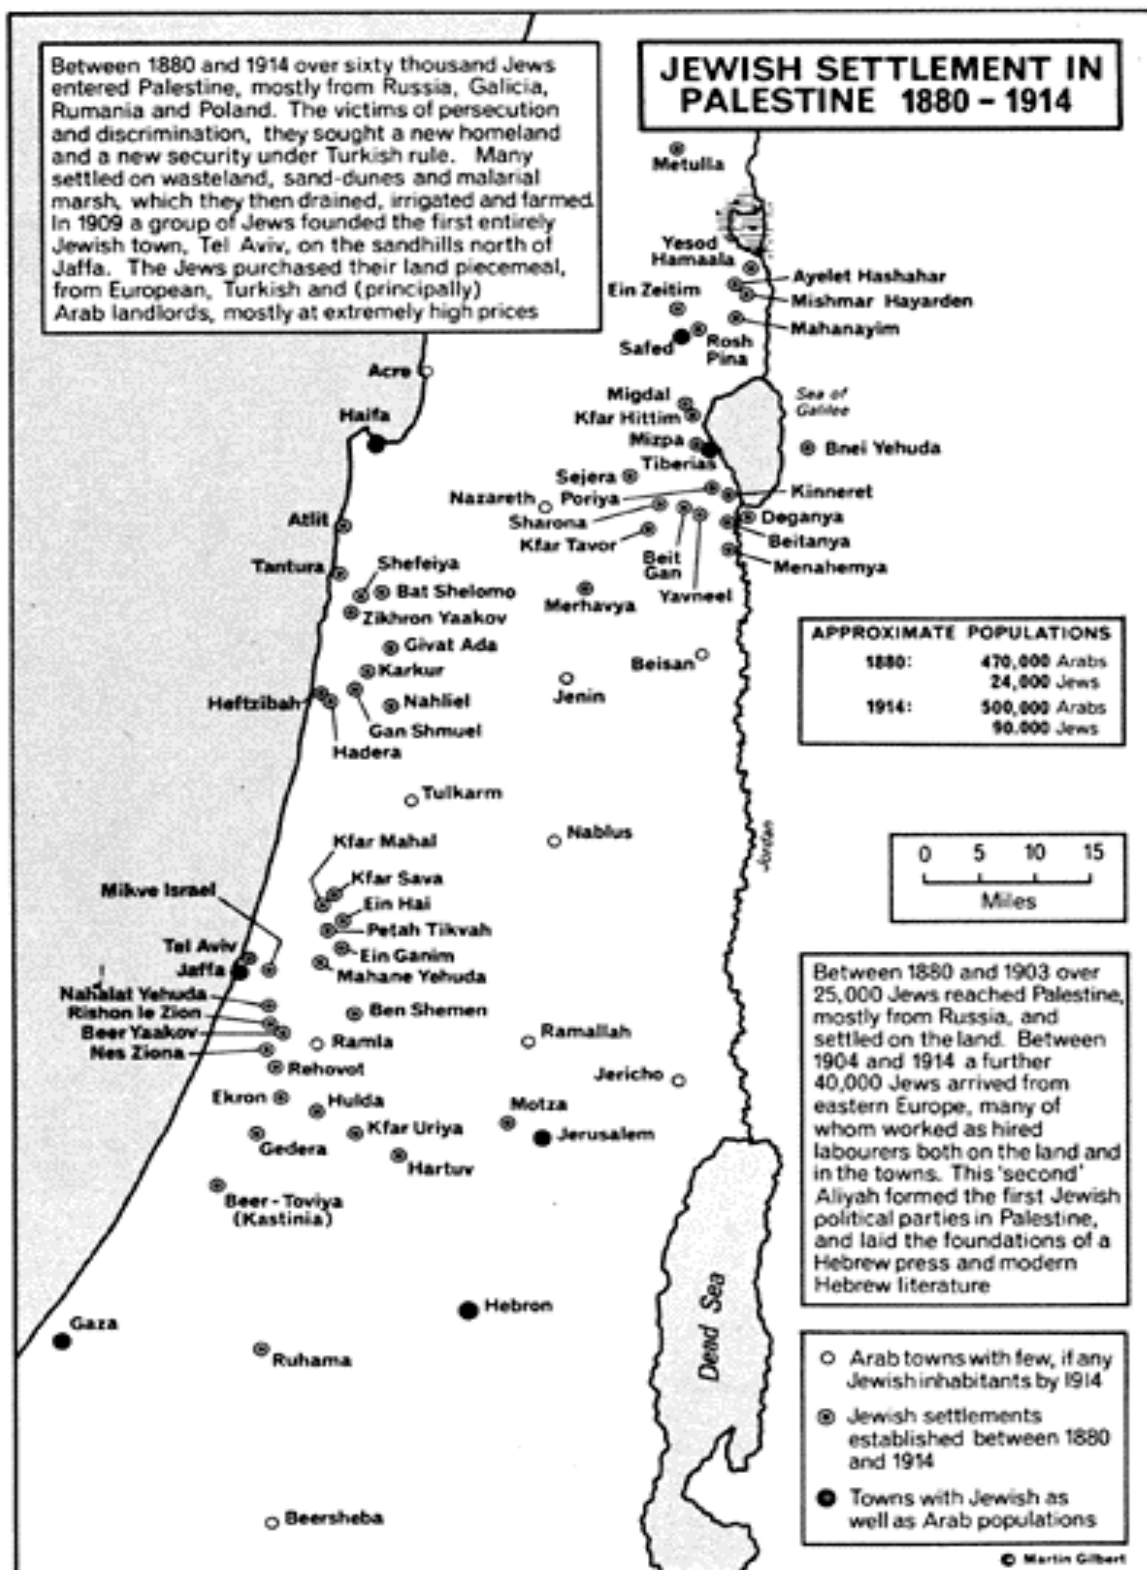 Between 1880 and 1914 over sixty thousand Jews
entered Palestine, mostly from Russia, Galicia,
Rumania and Poland. The victims of persecution
and discrimination, they sought a new homeland
and a new security under Turkish rule. Many
settled on wasteland, sand-dunes and malarial
marsh, which they then drained, irrigated and farmed.
In 1909 a group of Jews founded the first entirely
Jewish town, Tel Aviv, on the sandhills north of
Jaffa. The Jews purchased their land piecemeal,
from European, Turkish and (principally)
Arab landlords, mostly at extremely high prices
JEWISH SETTLEMENT IN
PALESTINE 1880 – 1914
Metulla
Yesod
Hamaala
Ayelet Hashahar
Ein Zeitim
Mishmar Hayarden
Mahanayim
Safed
Rosh
Pina
Acre
Migdal
Sea of
Galilee
Kfar Hittim
Haifa
Mizpa
Bnei Yehuda
Tiberias
Sejera
Kinneret
Nazareth
Poriya
Sharona
Deganya
Atlit
Kfar Tavor
Beitanya
Beit
Gan
Menahemya
Shefeiya
Tantura
Bat Shelomo
Merhavya
Yavneel
Zikhron Yaakov
Givat Ada
Beisan
Karkur
Jenin
Heftzibah
Nahliel
Gan Shmuel
Hadera
APPROXIMATE POPULATIONS
1880: 470,000 Arabs
24,000 Jews
1914: 500,000 Arabs
90.000 Jews
Tulkarm
Nablus
Jordan
Kfar Mahal
Kfar Sava
Mikve Israel
Ein Hai
Petah Tikvah
Tel Aviv
Ein Ganim
Jaffa
Mahane Yehuda
Nahalat Yehuda
Rishon le Zion
Ben Shemen
Beer Yaakov
Ramla
Ramallah
Nes Ziona
Rehovot
Jericho
Ekron
Hulda
Motza
Kfar Uriya
Jerusalem
Gedera
Hartuv
Beer-Toviya
(Kastinia)
0 5 10 15
Miles
Between 1880 and 1903 over
25,000 Jews reached Palestine,
mostly from Russia, and
settled on the land. Between
1904 and 1914 a further
40,000 Jews arrived from
eastern Europe, many of
whom worked as hired
labourers both on the land and
in the towns. This 'second'
Aliyah formed the first Jewish
political parties in Palestine,
and laid the foundations of a
Hebrew press and modern
Hebrew literature
Dead Sea
Hebron
Gaza
Ruhama
Beersheba
Arab towns with few, if any
Jewish inhabitants by 1914
Jewish settlements
established between 1880
and 1914
Towns with Jewish as
well as Arab populations
© Martin Gilbert